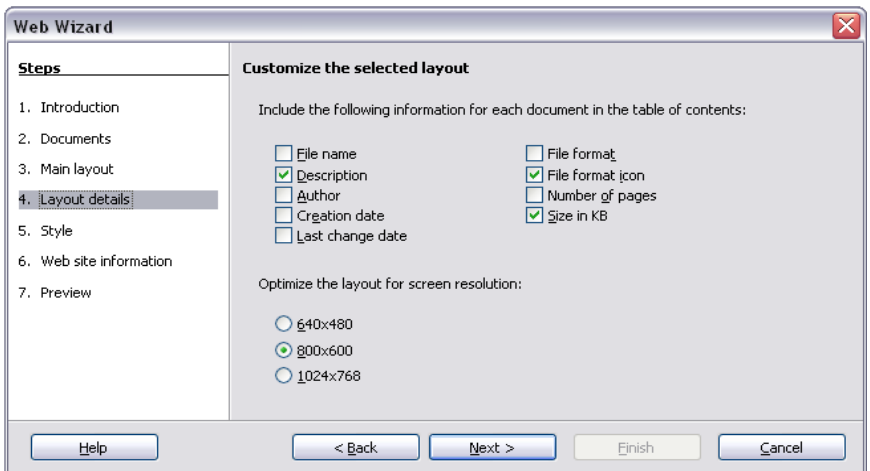 Web Wizard
Steps
1. Introduction
2. Documents
3. Main layout
4. Layout details
5. Style
6. Web site information
7. Preview
Customize the selected layout
Include the following information for each document in the table of contents:
File name
Description
Author
Creation date
Last change date
File format
File format icon
Number of pages
Size in KB
Optimize the layout for screen resolution:
640x480
800x600
1024x768
Help
< Back
Next >
Finish
Cancel